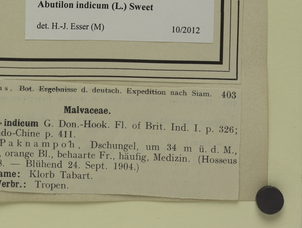 Abutilon indicum (L.) Sweet
det. H.-J. Esser (M) 10/2012
Bot. Ergebnisse d. deutsch. Expedition nach Siam. 403
Malvaceae.
indicum G. Don.-Hook. Fl. of Brit. Ind. I. p. 326;
do-Chine p. 411.
Paknampoh, Dschungel, um 34 m ü. d. M.,
, orange Bl., behaarte Fr., häufig, Medizin. (Hosseus
8. — Blühend 24. Sept. 1904.)
ame: Klorb Tabart.
Verbr.: Tropen.